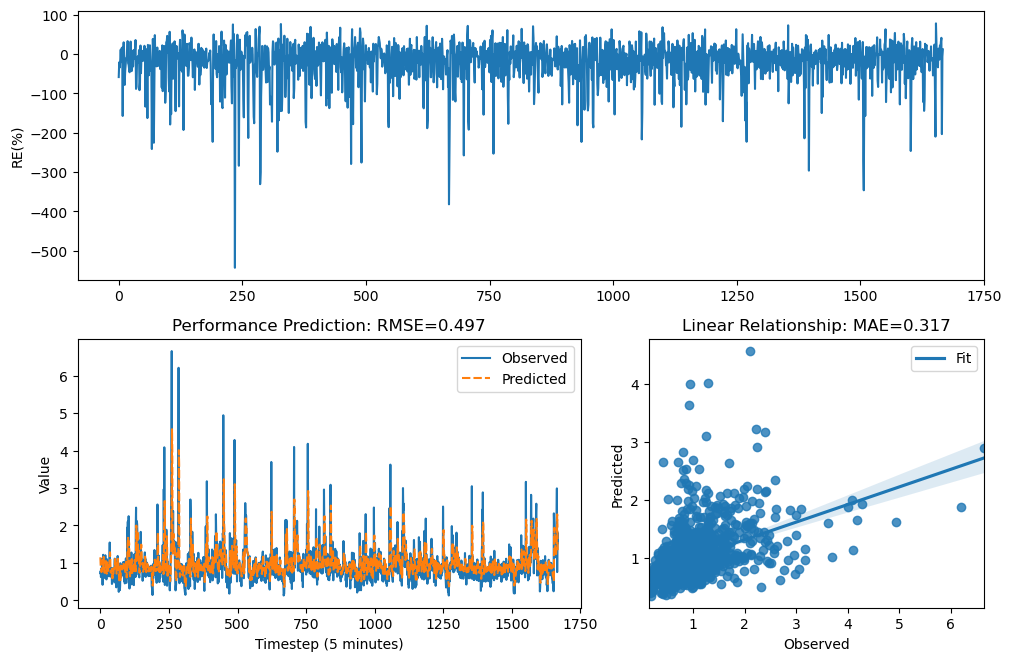 RE(%)
100
0
−100
−200
−300
−400
−500
0 250 500 750 1000 1250 1500 1750
Performance Prediction: RMSE=0.497
Observed
Predicted
Value
6
5
4
3
2
1
0
0 250 500 750 1000 1250 1500 1750
Timestep (5 minutes)
Linear Relationship: MAE=0.317
Fit
Predicted
4
3
2
1
1 2 3 4 5 6
Observed